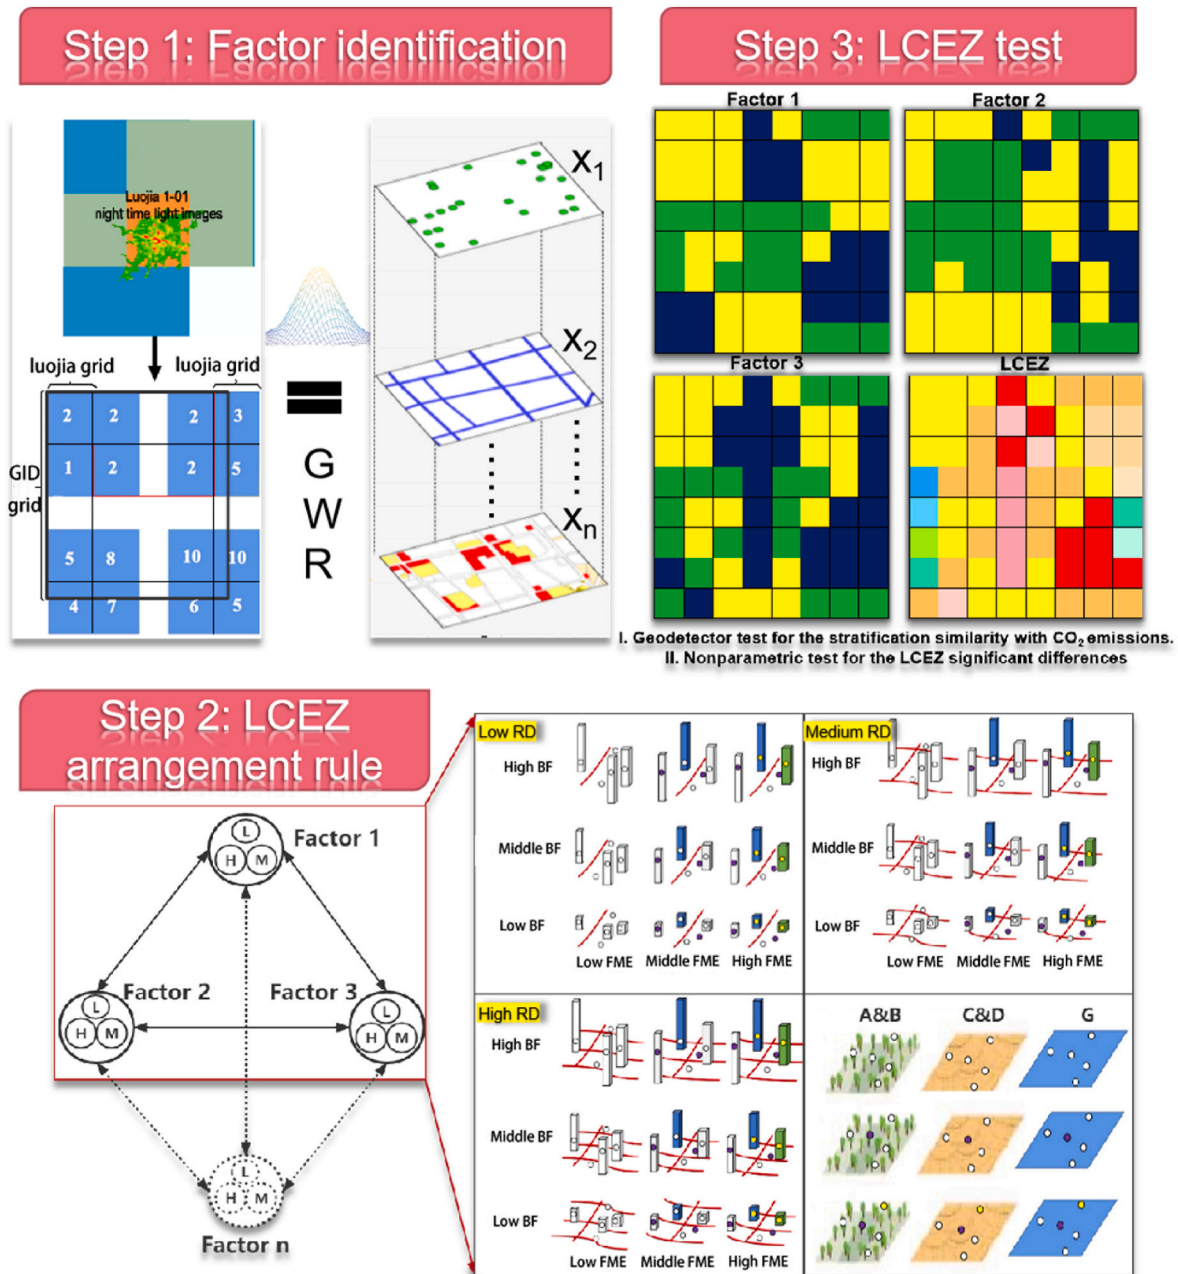 Step 1: Factor identification
Luojia 1-01
night time light images
luojia grid
luojia grid
GID
grid
2 2 2 3
1 2 2 5
5 8 10 10
4 7 6 5
G
W
R
X1
X2
Xn
Step 3: LCEZ test
Factor 1
Factor 2
Factor 3
LCEZ
I. Geodetector test for the stratification similarity with CO₂ emissions.
II. Nonparametric test for the LCEZ significant differences
Step 2: LCEZ
arrangement rule
L
H M
Factor 1
Factor 2
L
H M
Factor 3
L
H M
L
H M
Factor n
Low RD
High BF
Middle BF
Low BF
Low FME Middle FME High FME
Medium RD
High BF
Middle BF
Low BF
Low FME Middle FME High FME
High RD
High BF
Middle BF
Low BF
Low FME Middle FME High FME
A&B C&D G